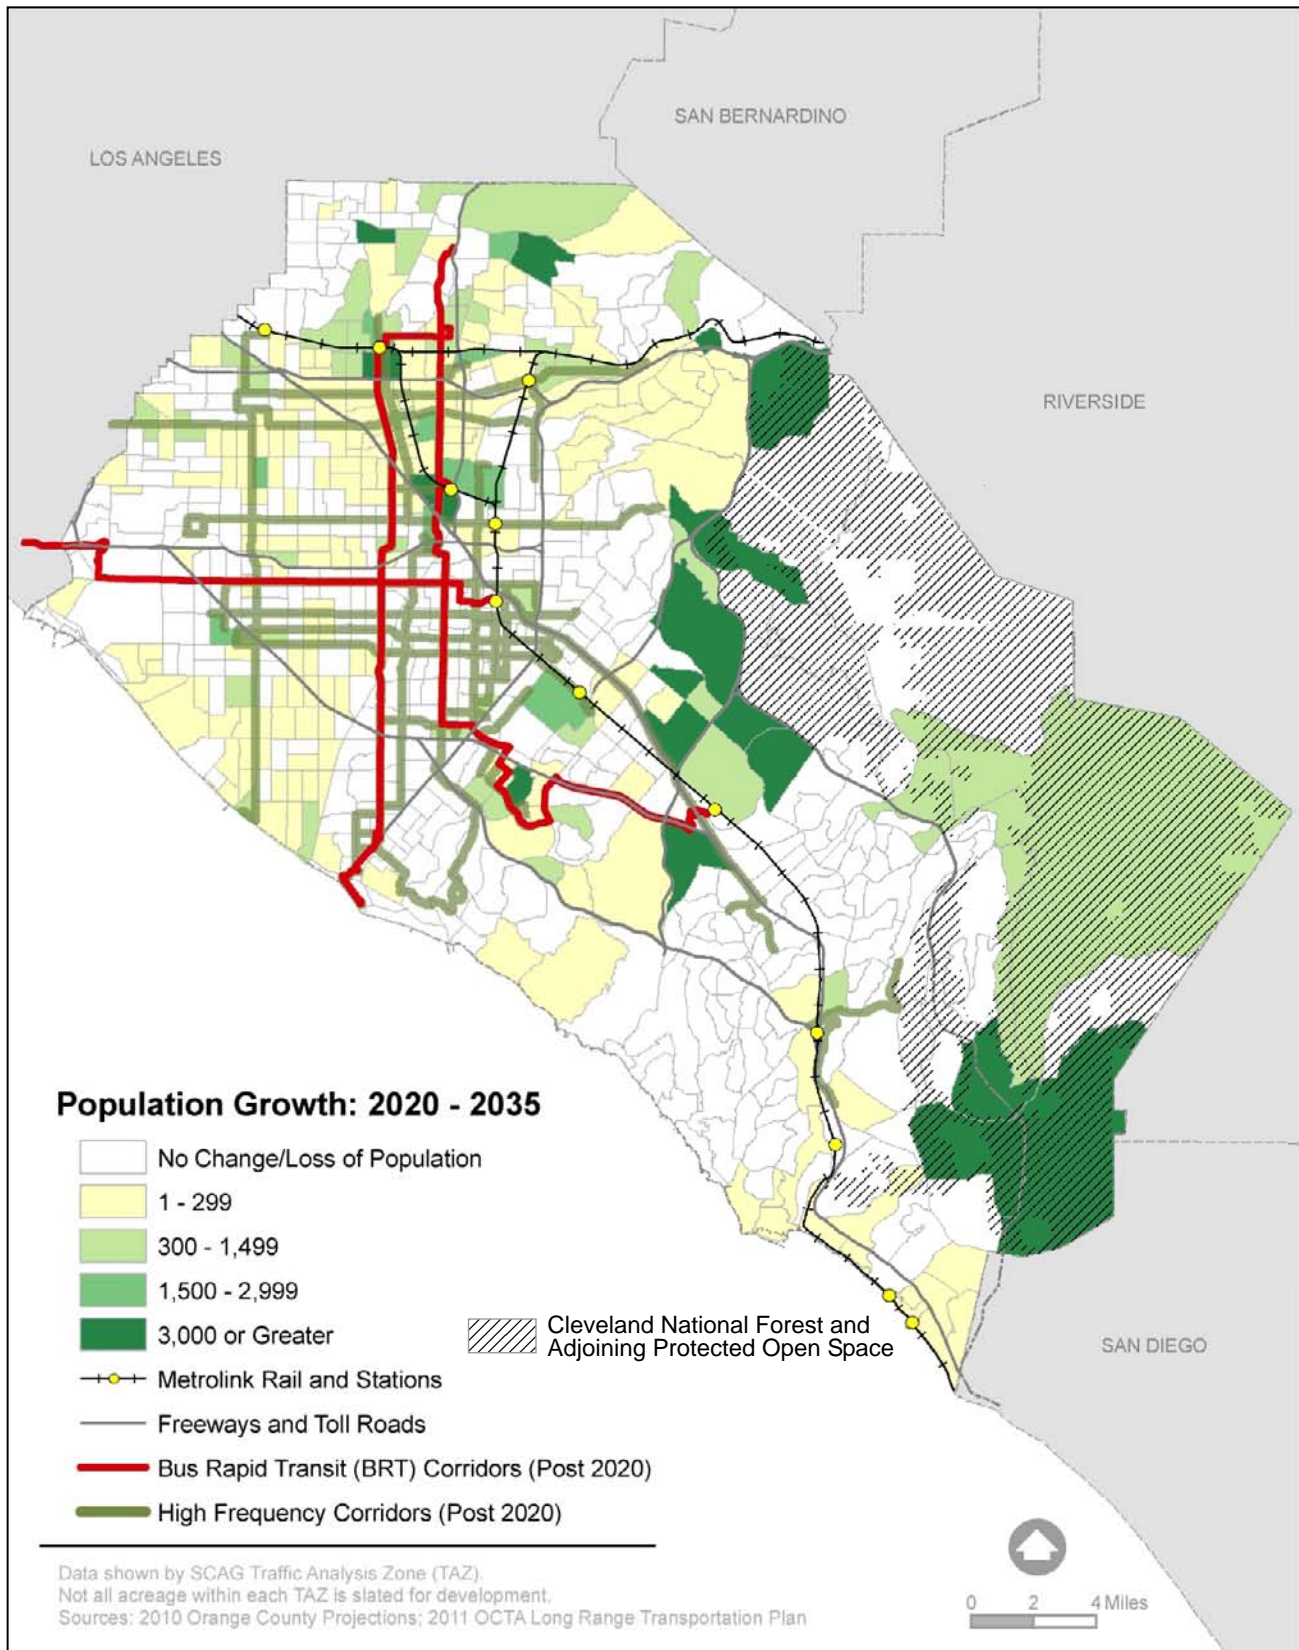 SAN BERNARDINO
LOS ANGELES
RIVERSIDE
Population Growth: 2020 - 2035
No Change/Loss of Population
1 - 299
300 - 1,499
1,500 - 2,999
3,000 or Greater
Metrolink Rail and Stations
Freeways and Toll Roads
Bus Rapid Transit (BRT) Corridors (Post 2020)
High Frequency Corridors (Post 2020)
Cleveland National Forest and
Adjoining Protected Open Space
SAN DIEGO
Data shown by SCAG Traffic Analysis Zone (TAZ).
Not all acreage within each TAZ is slated for development.
Sources: 2010 Orange County Projections; 2011 OCTA Long Range Transportation Plan
0 2 4 Miles